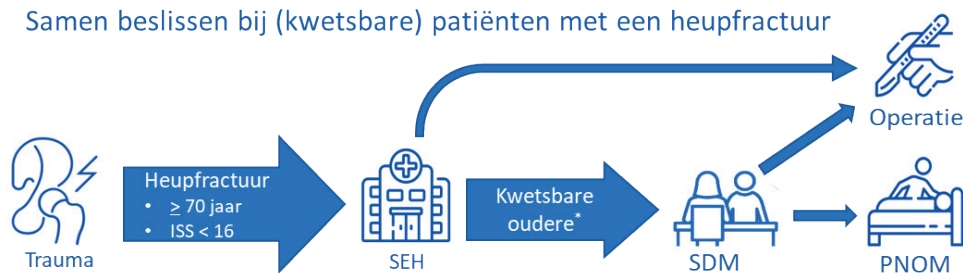 Samen beslissen bij (kwetsbare) patiënten met een heupfractuur
Operatie
Heupfractuur
• ≥ 70 jaar
• ISS < 16
Kwetsbare
oudere*
Trauma
SEH
SDM
PNOM